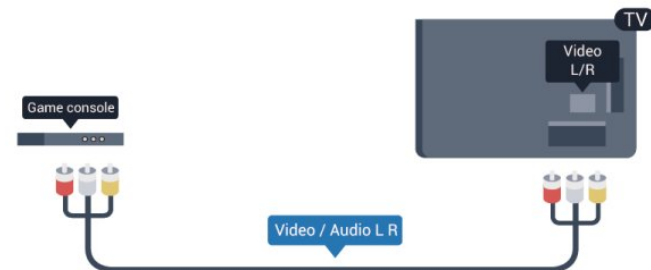 TV
Video
L/R
Game console
Video / Audio L R